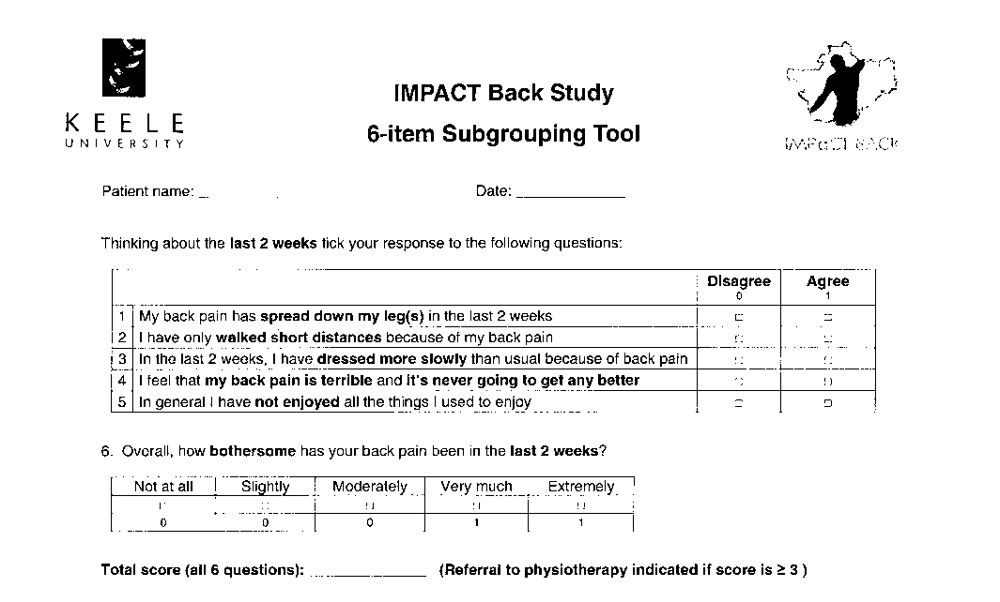 KEELE
UNIVERSITY
IMPACT Back Study
6-item Subgrouping Tool
IMPaCT BACK
Patient name: _
Date: ______________
Thinking about the last 2 weeks tick your response to the following questions:
Disagree Agree
0 1
1 My back pain has spread down my leg(s) in the last 2 weeks □ □
2 I have only walked short distances because of my back pain □ □
3 In the last 2 weeks, I have dressed more slowly than usual because of back pain □ □
4 I feel that my back pain is terrible and it's never going to get any better □ □
5 In general I have not enjoyed all the things I used to enjoy □ □
6. Overall, how bothersome has your back pain been in the last 2 weeks?
Not at all Slightly Moderately Very much Extremely
□ □ □ □ □
0 0 0 1 1
Total score (all 6 questions): ______________ (Referral to physiotherapy indicated if score is ≥ 3 )